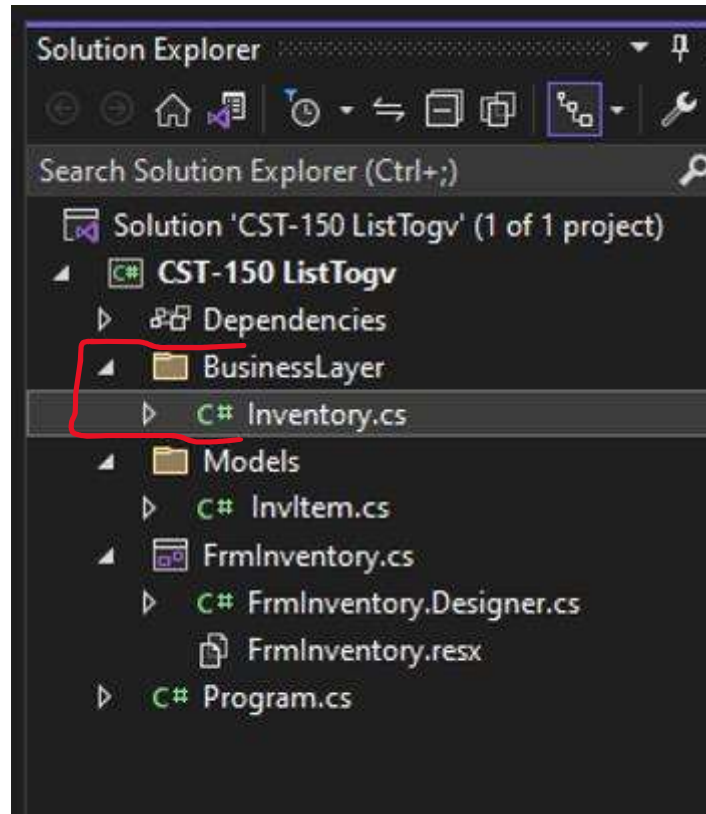 Solution Explorer
Search Solution Explorer (Ctrl+;)
Solution 'CST-150 ListTogv' (1 of 1 project)
C# CST-150 ListTogv
Dependencies
BusinessLayer
C# Inventory.cs
Models
C# InvItem.cs
FrmInventory.cs
C# FrmInventory.Designer.cs
FrmInventory.resx
C# Program.cs